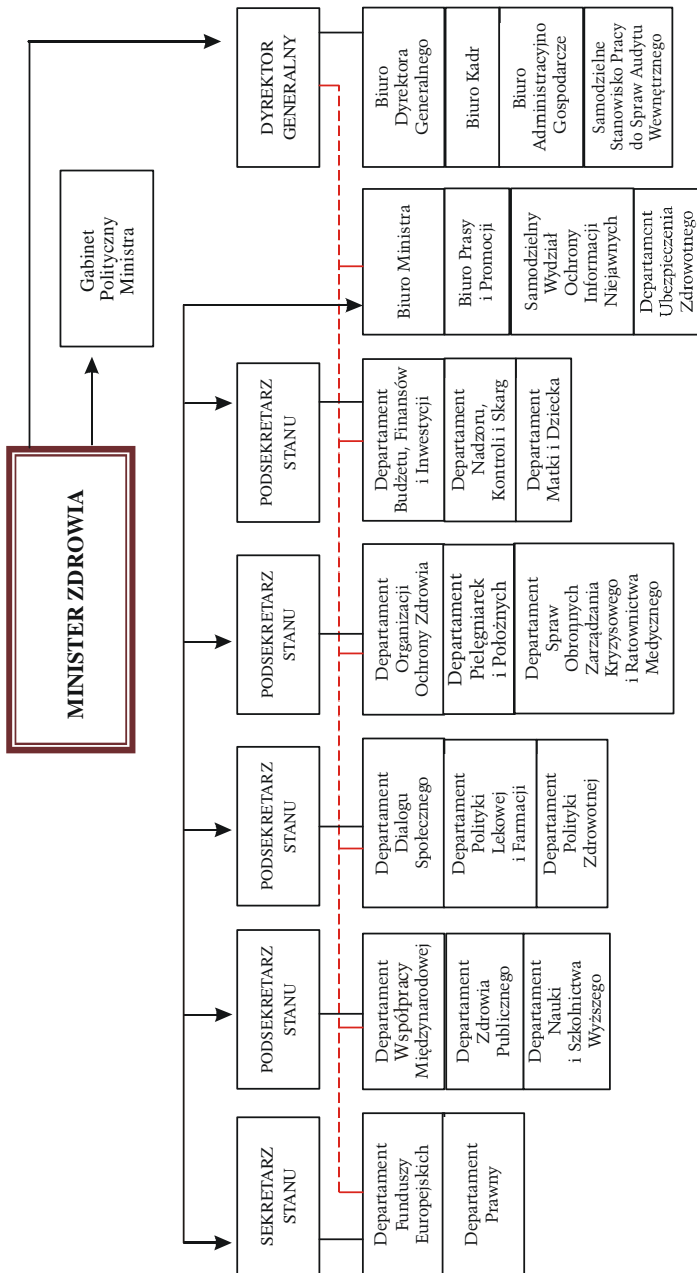 MINISTER ZDROWIA
Gabinet
Polityczny
Ministra
SEKRETARZ
STANU
Departament
Funduszy
Europejskich
Departament
Prawny
PODSEKRETARZ
STANU
Departament
Współpracy
Międzynarodowej
Departament
Zdrowia
Publicznego
Departament
Nauki
i Szkolnictwa
Wyższego
PODSEKRETARZ
STANU
Departament
Dialogu
Społecznego
Departament
Polityki
Lekowej
i Farmacji
Departament
Polityki
Zdrowotnej
PODSEKRETARZ
STANU
Departament
Organizacji
Ochrony Zdrowia
Departament
Pielęgniarek
i Położnych
Departament
Spraw
Obronnych
Zarządzania
Kryzysowego
i Ratownictwa
Medycznego
PODSEKRETARZ
STANU
Departament
Budżetu, Finansów
i Inwestycji
Departament
Nadzoru,
Kontroli i Skarg
Departament
Matki i Dziecka
Biuro Ministra
Biuro Prasy
i Promocji
Samodzielny
Wydział
Ochrony
Informacji
Niejawnych
Departament
Ubezpieczenia
Zdrowotnego
DYREKTOR
GENERALNY
Biuro
Dyrektora
Generalnego
Biuro Kadr
Biuro
Administracyjno
Gospodarcze
Samodzielne
Stanowisko Pracy
do Spraw Audytu
Wewnętrznego